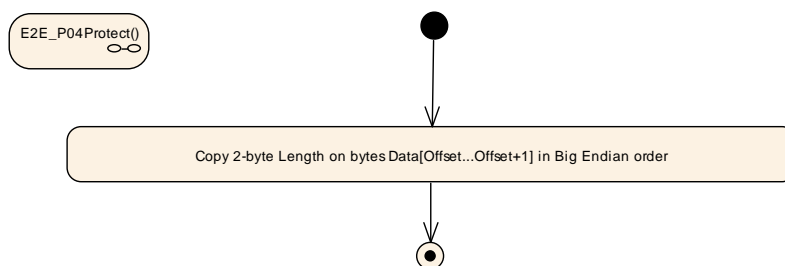 E2E_P04Protect()
Copy 2-byte Length on bytes Data[Offset...Offset+1] in Big Endian order